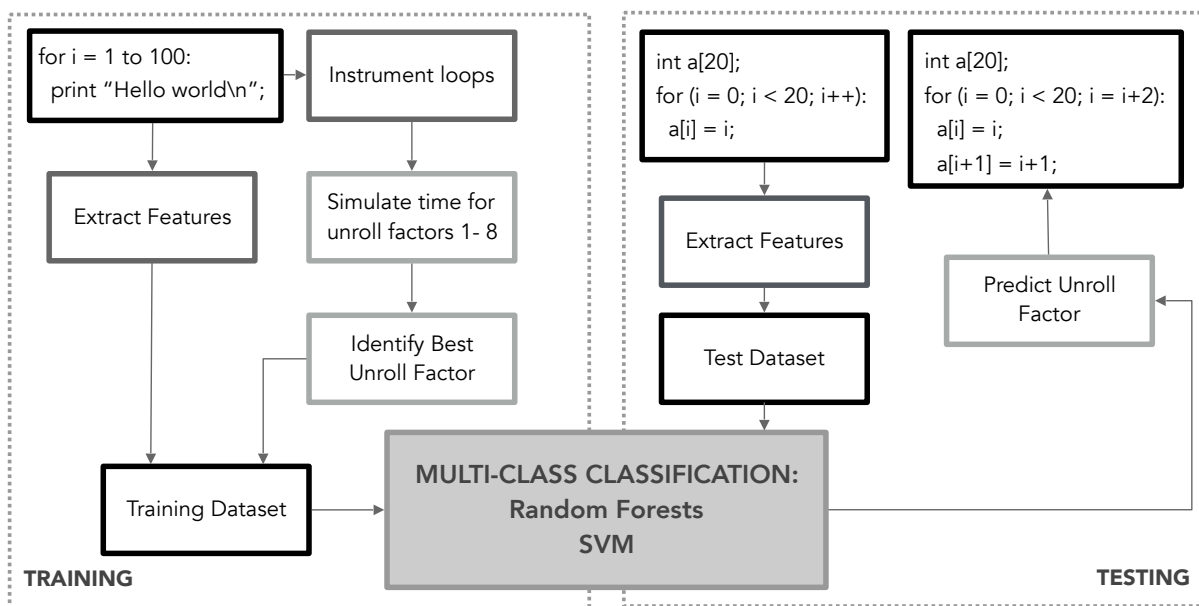 for i = 1 to 100:
print “Hello world\n”;
Instrument loops
Extract Features
Simulate time for
unroll factors 1- 8
Identify Best
Unroll Factor
Training Dataset
TRAINING
MULTI-CLASS CLASSIFICATION:
Random Forests
SVM
int a[20];
for (i = 0; i < 20; i++):
a[i] = i;
Extract Features
Test Dataset
int a[20];
for (i = 0; i < 20; i = i+2):
a[i] = i;
a[i+1] = i+1;
Predict Unroll
Factor
TESTING